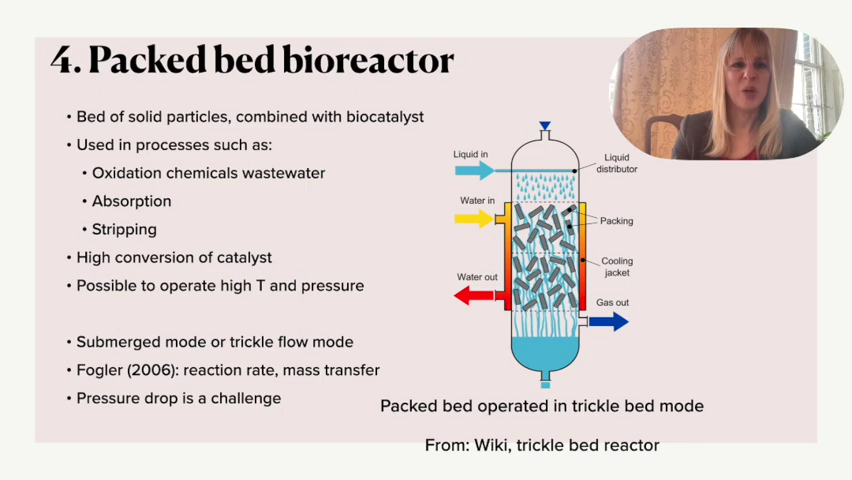 4. Packed bed bioreactor
• Bed of solid particles, combined with biocatalyst
• Used in processes such as:
• Oxidation chemicals wastewater
• Absorption
• Stripping
• High conversion of catalyst
• Possible to operate high T and pressure
• Submerged mode or trickle flow mode
• Fogler (2006): reaction rate, mass transfer
• Pressure drop is a challenge
Liquid in
Liquid
distributor
Water in
Packing
Cooling
jacket
Water out
Gas out
Packed bed operated in trickle bed mode
From: Wiki, trickle bed reactor